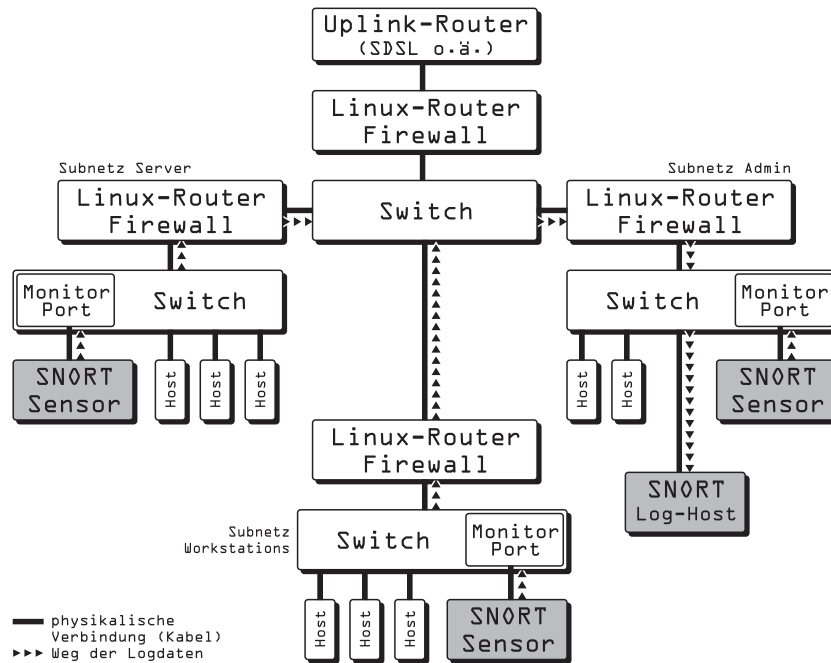 Uplink-Router
(SDSL o.ä.)
Linux-Router
Firewall
Subnetz Server
Linux-Router
Firewall
Switch
Subnetz Admin
Linux-Router
Firewall
Monitor
Port
Switch
SNORT
Sensor
Host
Host
Host
Switch
Monitor
Port
Host
Host
SNORT
Sensor
SNORT
Log-Host
Linux-Router
Firewall
Subnetz
Workstations
Switch
Monitor
Port
Host
Host
Host
SNORT
Sensor
physikalische
Verbindung (Kabel)
Weg der Logdaten